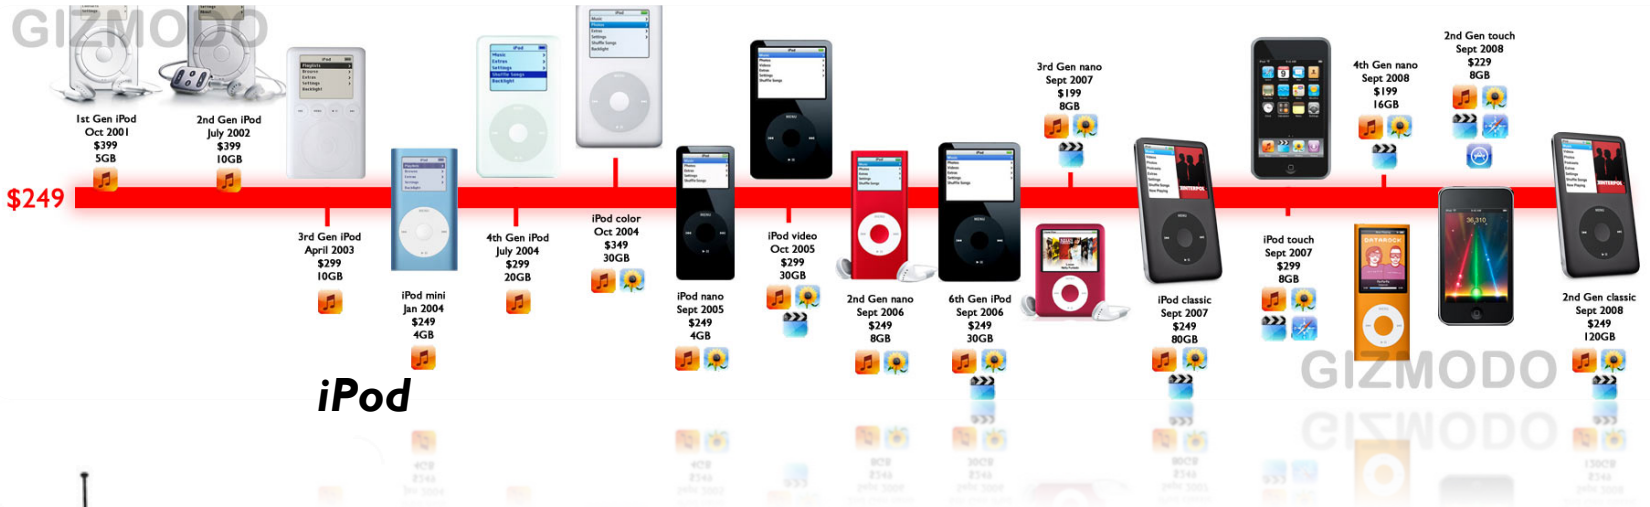 GIZMODO
1st Gen iPod
Oct 2001
$399
5GB
2nd Gen iPod
July 2002
$399
10GB
$249
3rd Gen iPod
April 2003
$299
10GB
iPod mini
Jan 2004
$249
4GB
4th Gen iPod
July 2004
$299
20GB
iPod color
Oct 2004
$349
30GB
iPod nano
Sept 2005
$249
4GB
iPod video
Oct 2005
$299
30GB
2nd Gen nano
Sept 2006
$249
8GB
6th Gen iPod
Sept 2006
$249
30GB
3rd Gen nano
Sept 2007
$199
8GB
iPod classic
Sept 2007
$249
80GB
iPod touch
Sept 2007
$299
8GB
4th Gen nano
Sept 2008
$199
16GB
2nd Gen touch
Sept 2008
$229
8GB
2nd Gen classic
Sept 2008
$249
120GB
iPod
GIZMODO